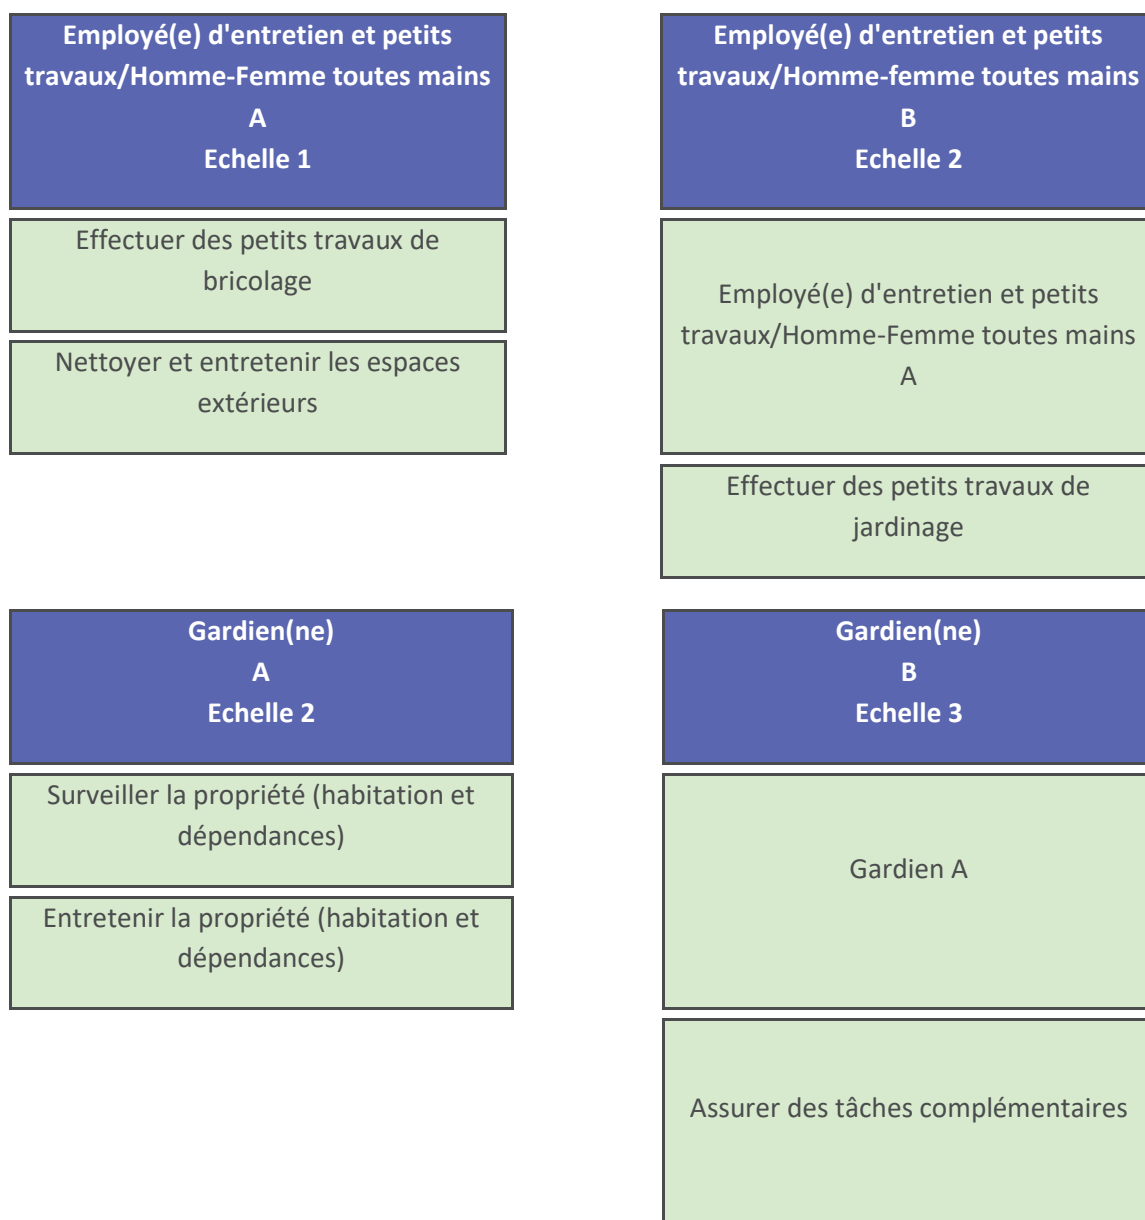 Employé(e) d'entretien et petits
travaux/Homme-Femme toutes mains
A
Echelle 1
Effectuer des petits travaux de
bricolage
Nettoyer et entretenir les espaces
extérieurs
Employé(e) d'entretien et petits
travaux/Homme-femme toutes mains
B
Echelle 2
Employé(e) d'entretien et petits
travaux/Homme-Femme toutes mains
A
Effectuer des petits travaux de
jardinage
Gardien(ne)
A
Echelle 2
Surveiller la propriété (habitation et
dépendances)
Entretenir la propriété (habitation et
dépendances)
Gardien(ne)
B
Echelle 3
Gardien A
Assurer des tâches complémentaires